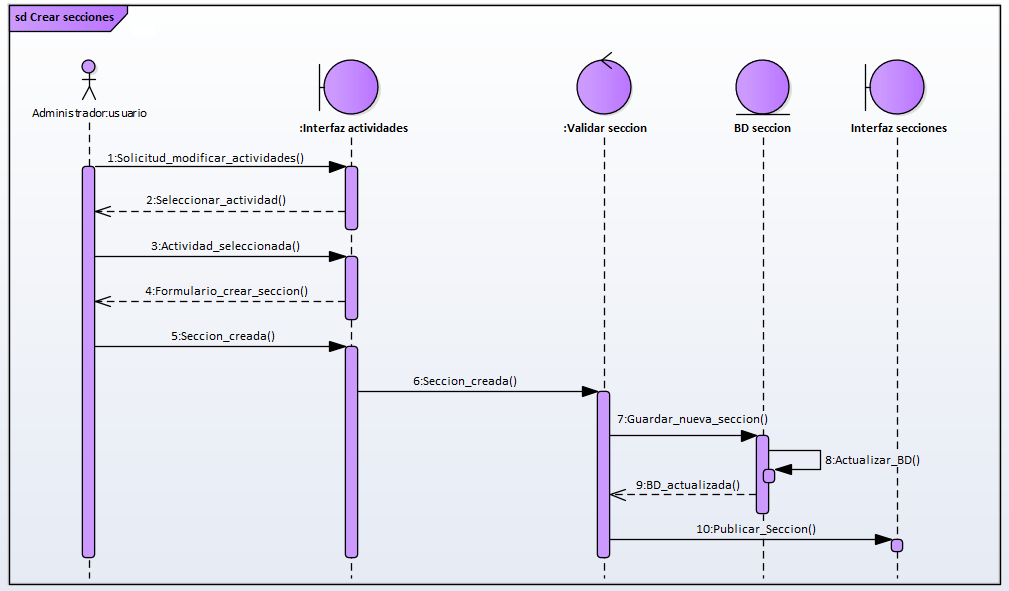 sd Crear secciones
Administrador:usuario
:Interfaz actividades
:Validar seccion
BD seccion
Interfaz secciones
1:Solicitud_modificar_actividades()
2:Seleccionar_actividad()
3:Actividad_seleccionada()
4:Formulario_crear_seccion()
5:Seccion_creada()
6:Seccion_creada()
7:Guardar_nueva_seccion()
8:Actualizar_BD()
9:BD_actualizada()
10:Publicar_Seccion()